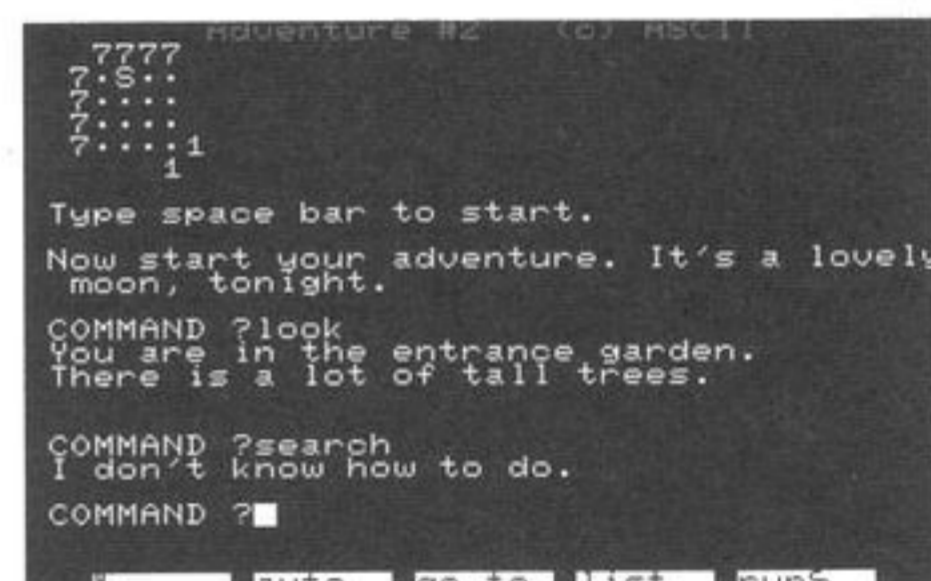 Adventure #2 (c) ASCII
7777
7·S··
7····
7····
7····1
1
Type space bar to start.
Now start your adventure. It's a lovely
moon, tonight.
COMMAND ?look
You are in the entrance garden.
There is a lot of tall trees.
COMMAND ?search
I don't know how to do.
COMMAND ?
auto go to list run